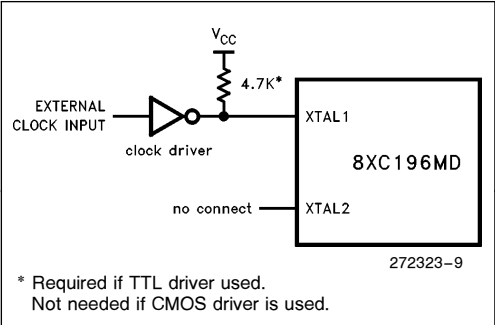 VCC
4.7K*
EXTERNAL
CLOCK INPUT
XTAL1
clock driver
8XC196MD
no connect
XTAL2
272323-9
* Required if TTL driver used.
Not needed if CMOS driver is used.